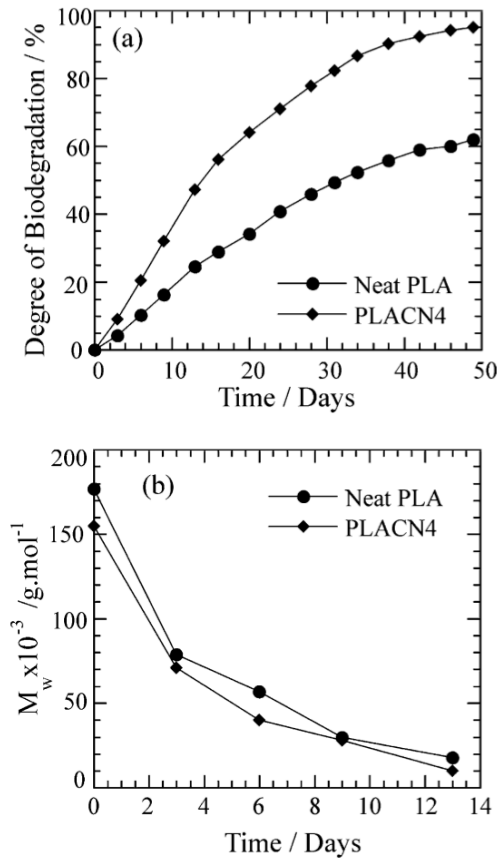 (a)
Degree of Biodegradation / %
100
80
60
40
20
0
Neat PLA
PLACN4
0 10 20 30 40 50
Time / Days
(b)
M_w x10^-3 /g.mol^-1
200
150
100
50
0
Neat PLA
PLACN4
0 2 4 6 8 10 12 14
Time / Days